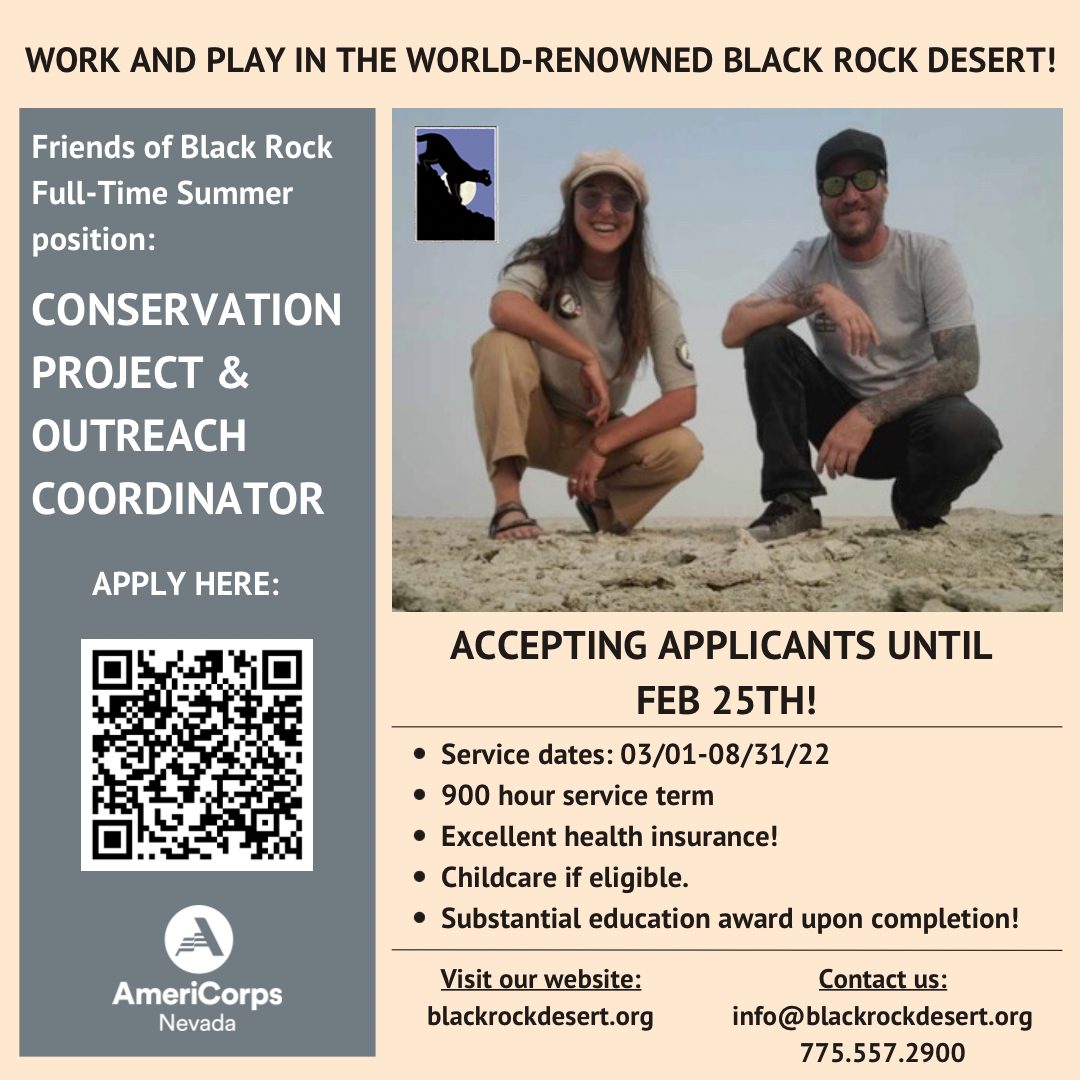 WORK AND PLAY IN THE WORLD-RENOWNED BLACK ROCK DESERT!
Friends of Black Rock
Full-Time Summer
position:
CONSERVATION
PROJECT &
OUTREACH
COORDINATOR
APPLY HERE:
AmeriCorps
Nevada
ACCEPTING APPLICANTS UNTIL
FEB 25TH!
• Service dates: 03/01-08/31/22
• 900 hour service term
• Excellent health insurance!
• Childcare if eligible.
• Substantial education award upon completion!
Visit our website:
blackrockdesert.org
Contact us:
info@blackrockdesert.org
775.557.2900